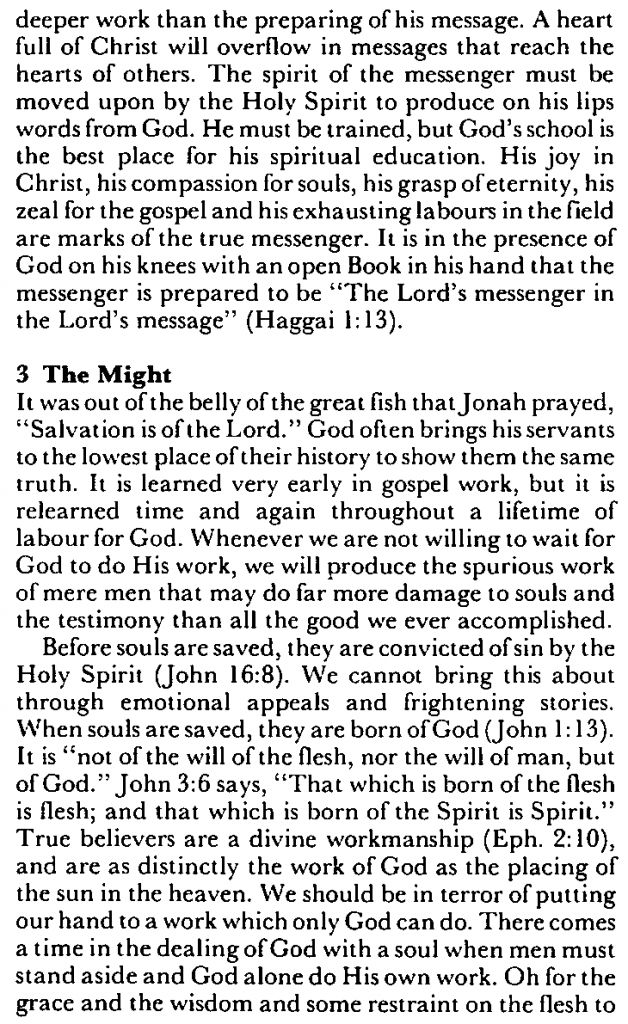 deeper work than the preparing of his message. A heart
full of Christ will overflow in messages that reach the
hearts of others. The spirit of the messenger must be
moved upon by the Holy Spirit to produce on his lips
words from God. He must be trained, but God's school is
the best place for his spiritual education. His joy in
Christ, his compassion for souls, his grasp of eternity, his
zeal for the gospel and his exhausting labours in the field
are marks of the true messenger. It is in the presence of
God on his knees with an open Book in his hand that the
messenger is prepared to be “The Lord's messenger in
the Lord's message” (Haggai 1:13).

3 The Might
It was out of the belly of the great fish that Jonah prayed,
“Salvation is of the Lord.” God often brings his servants
to the lowest place of their history to show them the same
truth. It is learned very early in gospel work, but it is
relearned time and again throughout a lifetime of
labour for God. Whenever we are not willing to wait for
God to do His work, we will produce the spurious work
of mere men that may do far more damage to souls and
the testimony than all the good we ever accomplished.
Before souls are saved, they are convicted of sin by the
Holy Spirit (John 16:8). We cannot bring this about
through emotional appeals and frightening stories.
When souls are saved, they are born of God (John 1:13).
It is “not of the will of the flesh, nor the will of man, but
of God.” John 3:6 says, “That which is born of the flesh
is flesh; and that which is born of the Spirit is Spirit.”
True believers are a divine workmanship (Eph. 2:10),
and are as distinctly the work of God as the placing of
the sun in the heaven. We should be in terror of putting
our hand to a work which only God can do. There comes
a time in the dealing of God with a soul when men must
stand aside and God alone do His own work. Oh for the
grace and the wisdom and some restraint on the flesh to